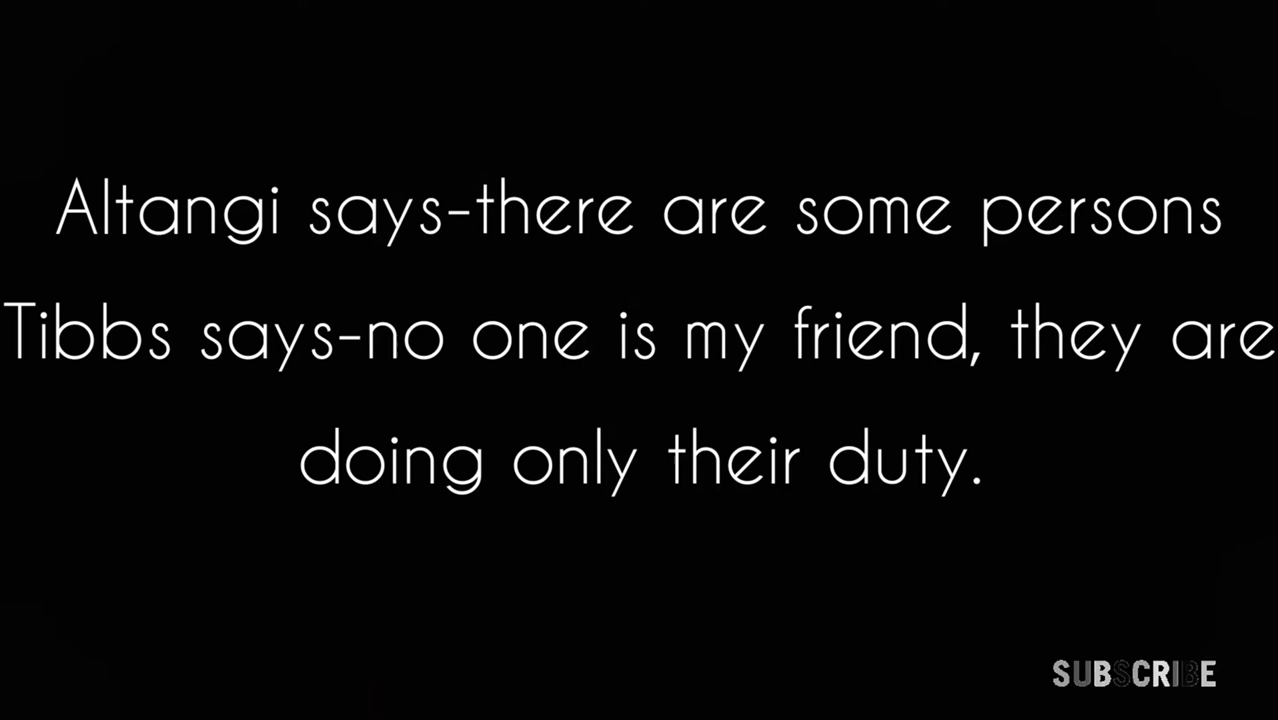 Altangi says-there are some persons
Tibbs says-no one is my friend, they are
doing only their duty.
SUBSCRIBE